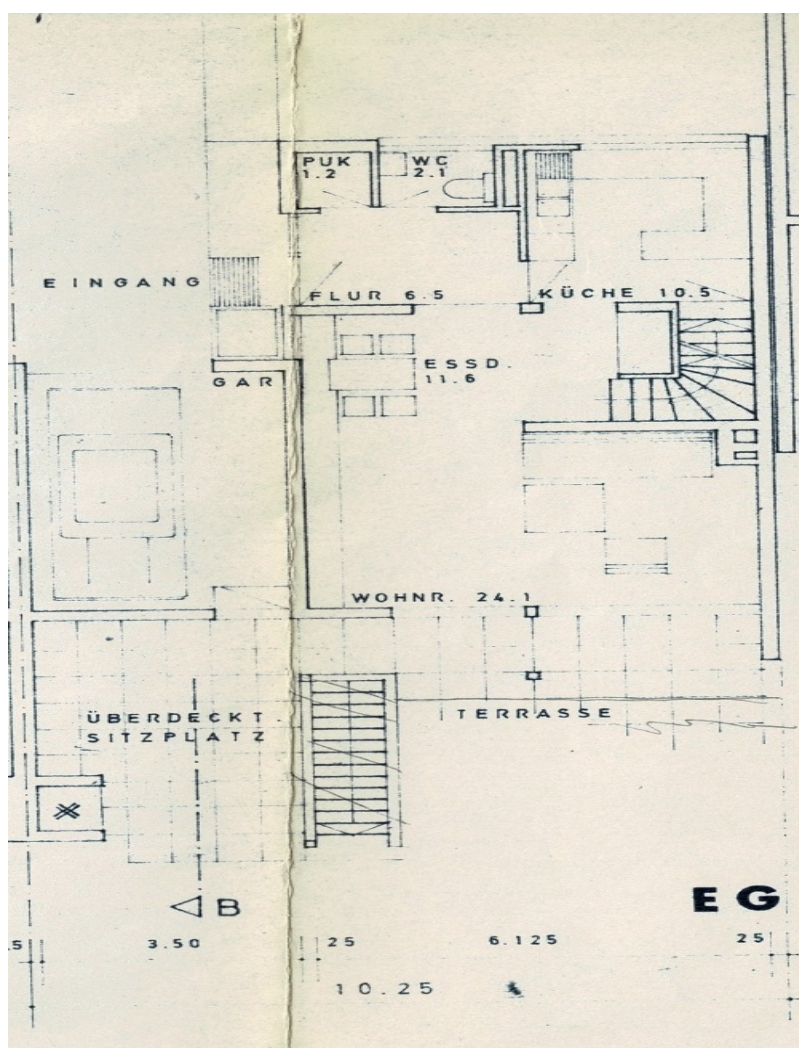 PUK
1.2
WC
2.1
EINGANG
FLUR 6.5
KÜCHE 10.5
ESSD.
11.6
GAR
WOHNR. 24.1
ÜBERDECKT.
SITZPLATZ
TERRASSE
B
EG
5
3.50
25
6.125
25
10.25